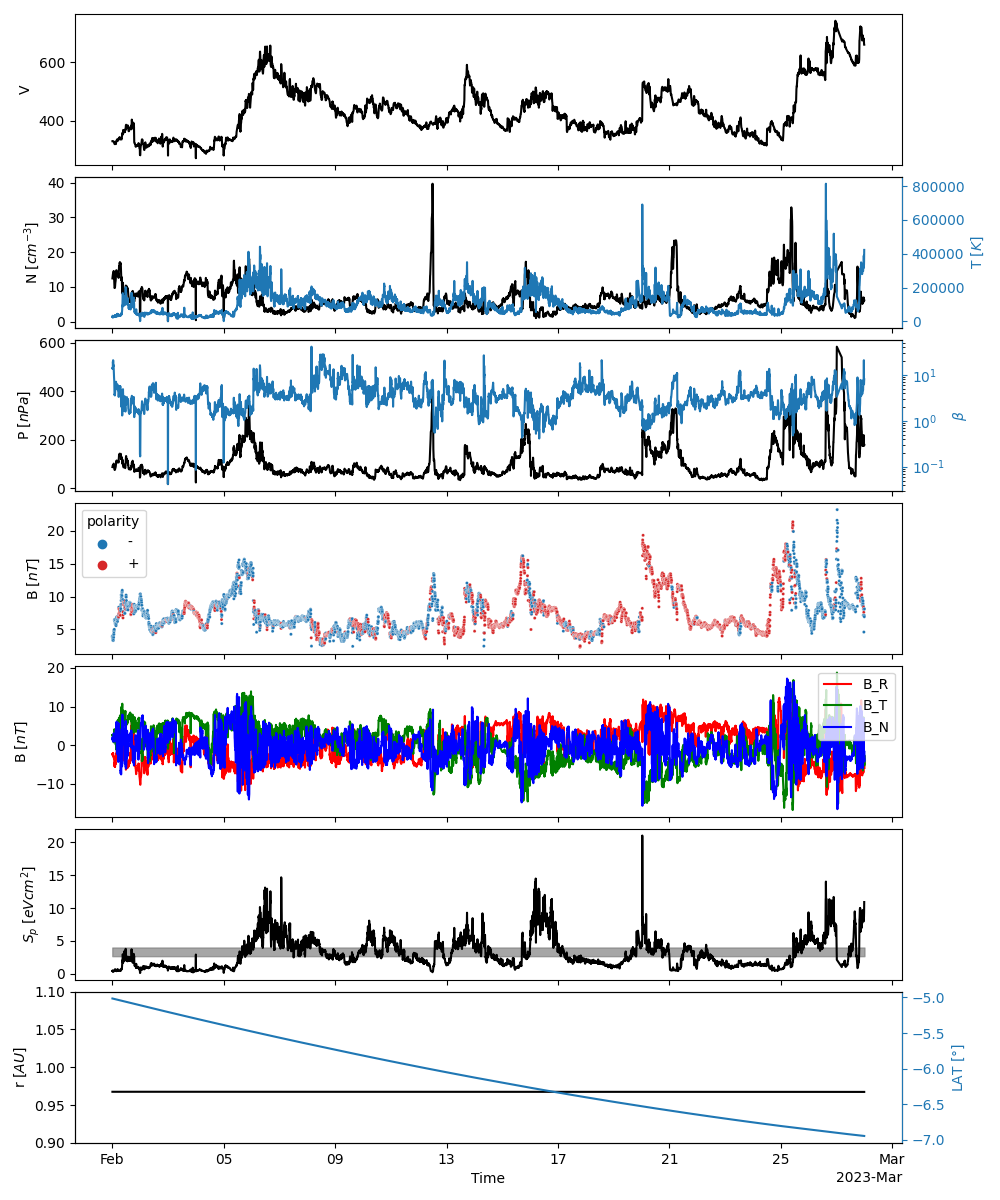 V
600
400
N [cm⁻³]
40
30
20
10
0
T [K]
800000
600000
400000
200000
0
P [nPa]
600
400
200
0
β
10¹
10⁰
10⁻¹
B [nT]
20
15
10
5
polarity
-
+
B [nT]
20
10
0
−10
B_R
B_T
B_N
Sₚ [eVcm²]
20
15
10
5
0
r [AU]
1.10
1.05
1.00
0.95
0.90
LAT [°]
−5.0
−5.5
−6.0
−6.5
−7.0
Feb 05 09 13 17 21 25 Mar
Time
2023-Mar